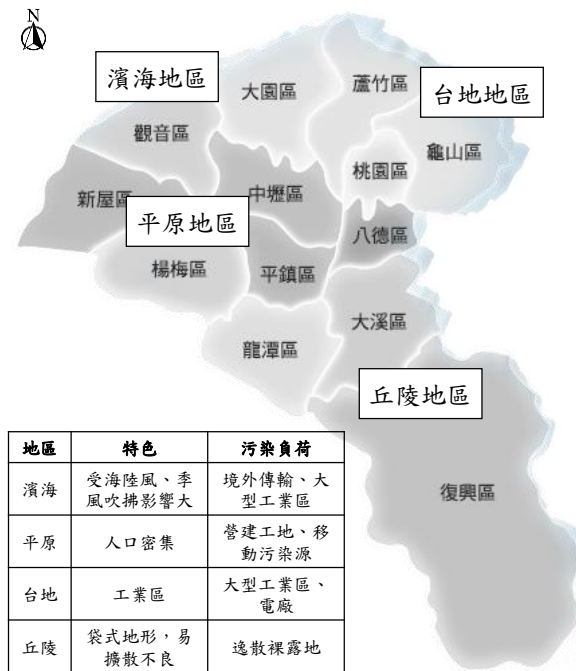 N
濱海地區
大園區
蘆竹區
台地地區
觀音區
桃園區
龜山區
新屋區
中壢區
平原地區
八德區
楊梅區
平鎮區
大溪區
龍潭區
丘陵地區
復興區
地區 特色 污染負荷
濱海 受海陸風、季 境外傳輸、大
風吹拂影響大 型工業區
平原 人口密集 營建工地、移
動污染源
台地 工業區 大型工業區、
電廠
丘陵 袋式地形，易 逸散裸露地
擴散不良